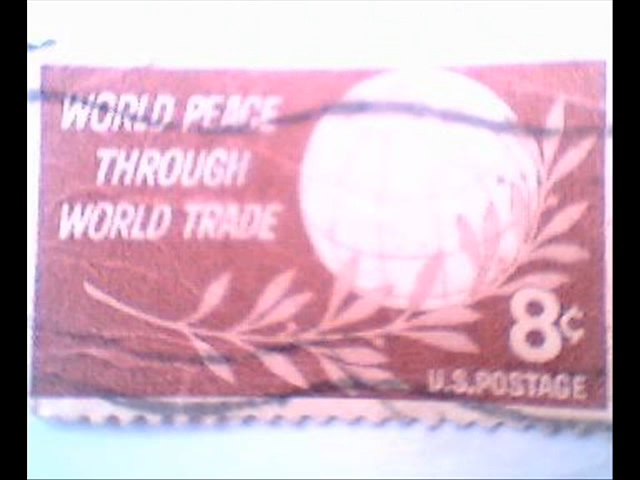 WORLD PEACE
THROUGH
WORLD TRADE
8¢
U.S.POSTAGE